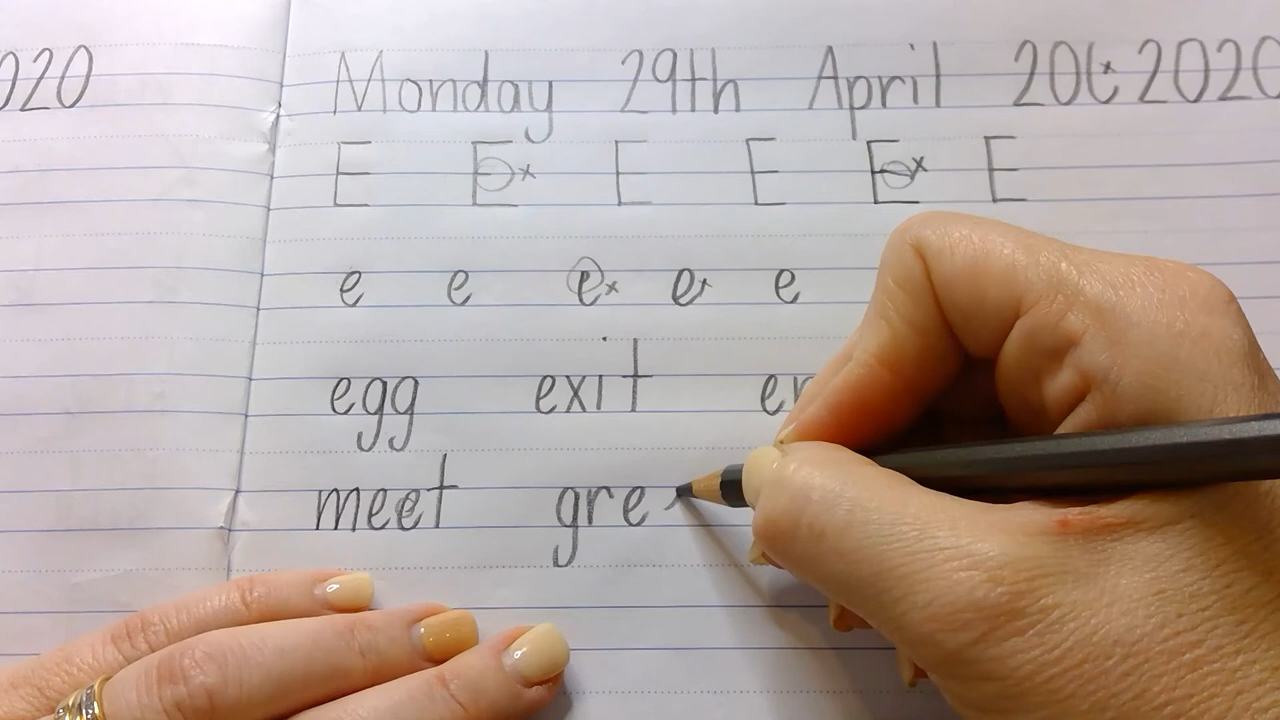 020 Monday 29th April 20 2020
E E x E E E x E
e e e x e x e
egg exit
meet gre